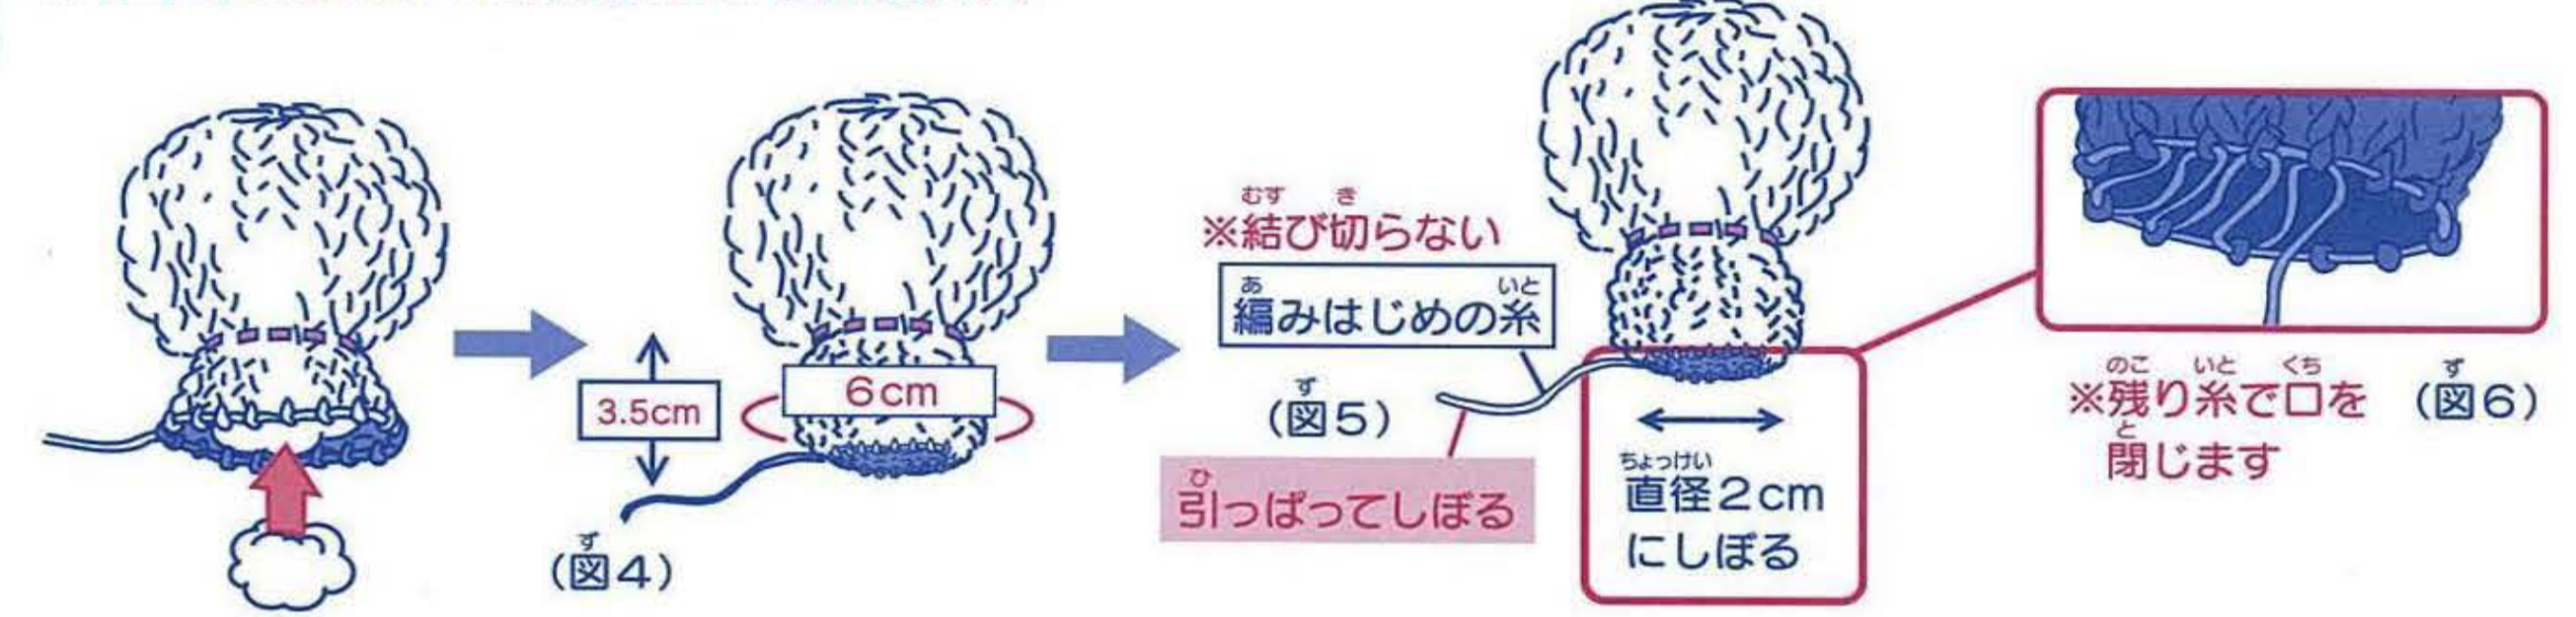 3.5cm
6cm
(図4)
※結び切らない
編みはじめの糸
(図5)
引っぱってしぼる
直径2cm
にしぼる
※残り糸で口を
閉じます
(図6)